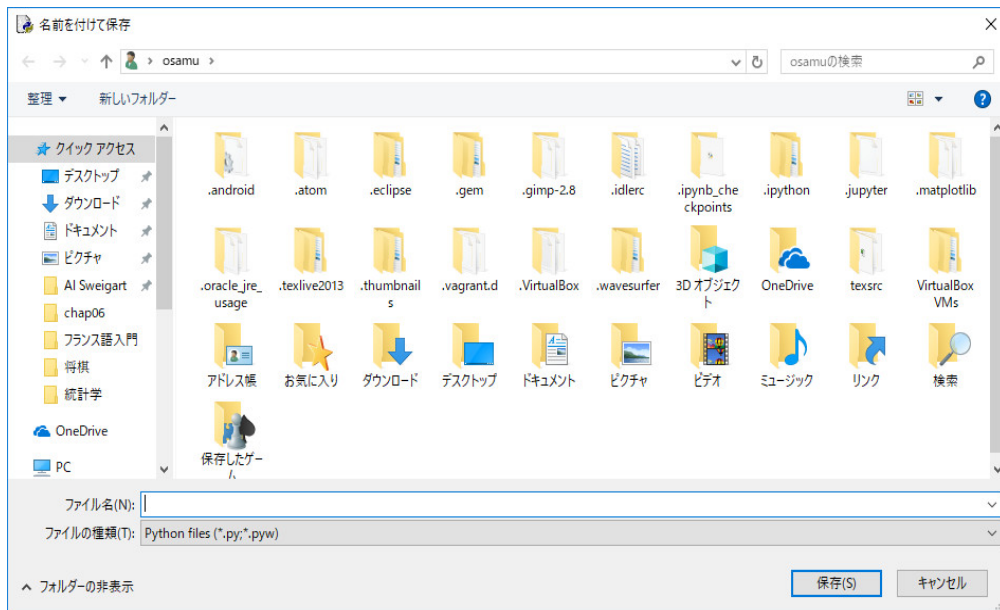 名前を付けて保存
osamu
osamuの検索
整理
新しいフォルダー
クイック アクセス
デスクトップ
ダウンロード
ドキュメント
ピクチャ
Al Sweigart
chap06
フランス語入門
将棋
統計学
OneDrive
PC
.android
.atom
.eclipse
.gem
.gimp-2.8
.idlerc
.ipynb_che
ckpoints
.ipython
.jupyter
.matplotlib
.oracle_jre_
usage
.texlive2013
.thumbnail
s
.vagrant.d
.VirtualBox
.wavesurfer
3D オブジェク
ト
OneDrive
texsrc
VirtualBox
VMs
アドレス帳
お気に入り
ダウンロード
デスクトップ
ドキュメント
ピクチャ
ビデオ
ミュージック
リンク
検索
保存したゲー
ム
ファイル名(N):
ファイルの種類(T): Python files (*.py;*.pyw)
フォルダーの非表示
保存(S)
キャンセル